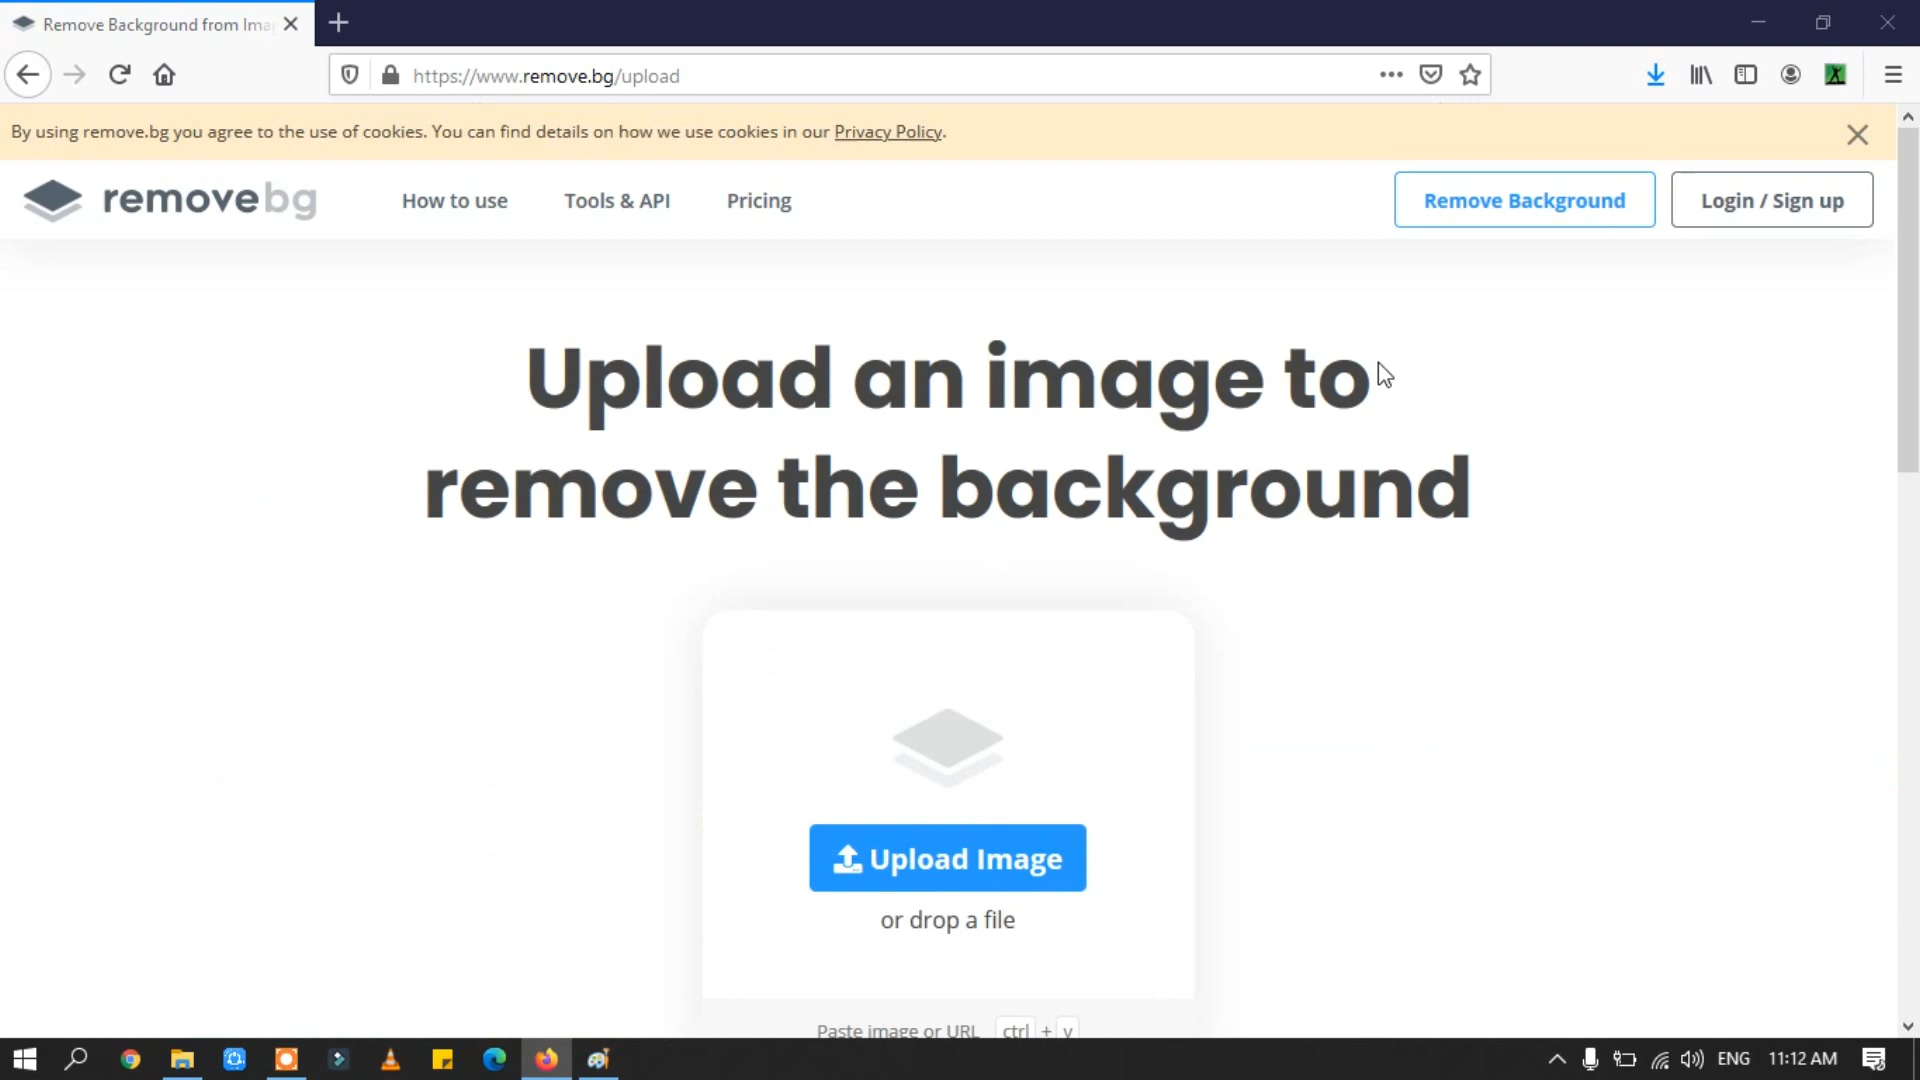 Remove Background from Ima
https://www.remove.bg/upload
By using remove.bg you agree to the use of cookies. You can find details on how we use cookies in our Privacy Policy.
removebg
How to use
Tools & API
Pricing
Remove Background
Login / Sign up
Upload an image to
remove the background
Upload Image
or drop a file
Paste image or URL ctrl + v
ENG
11:12 AM